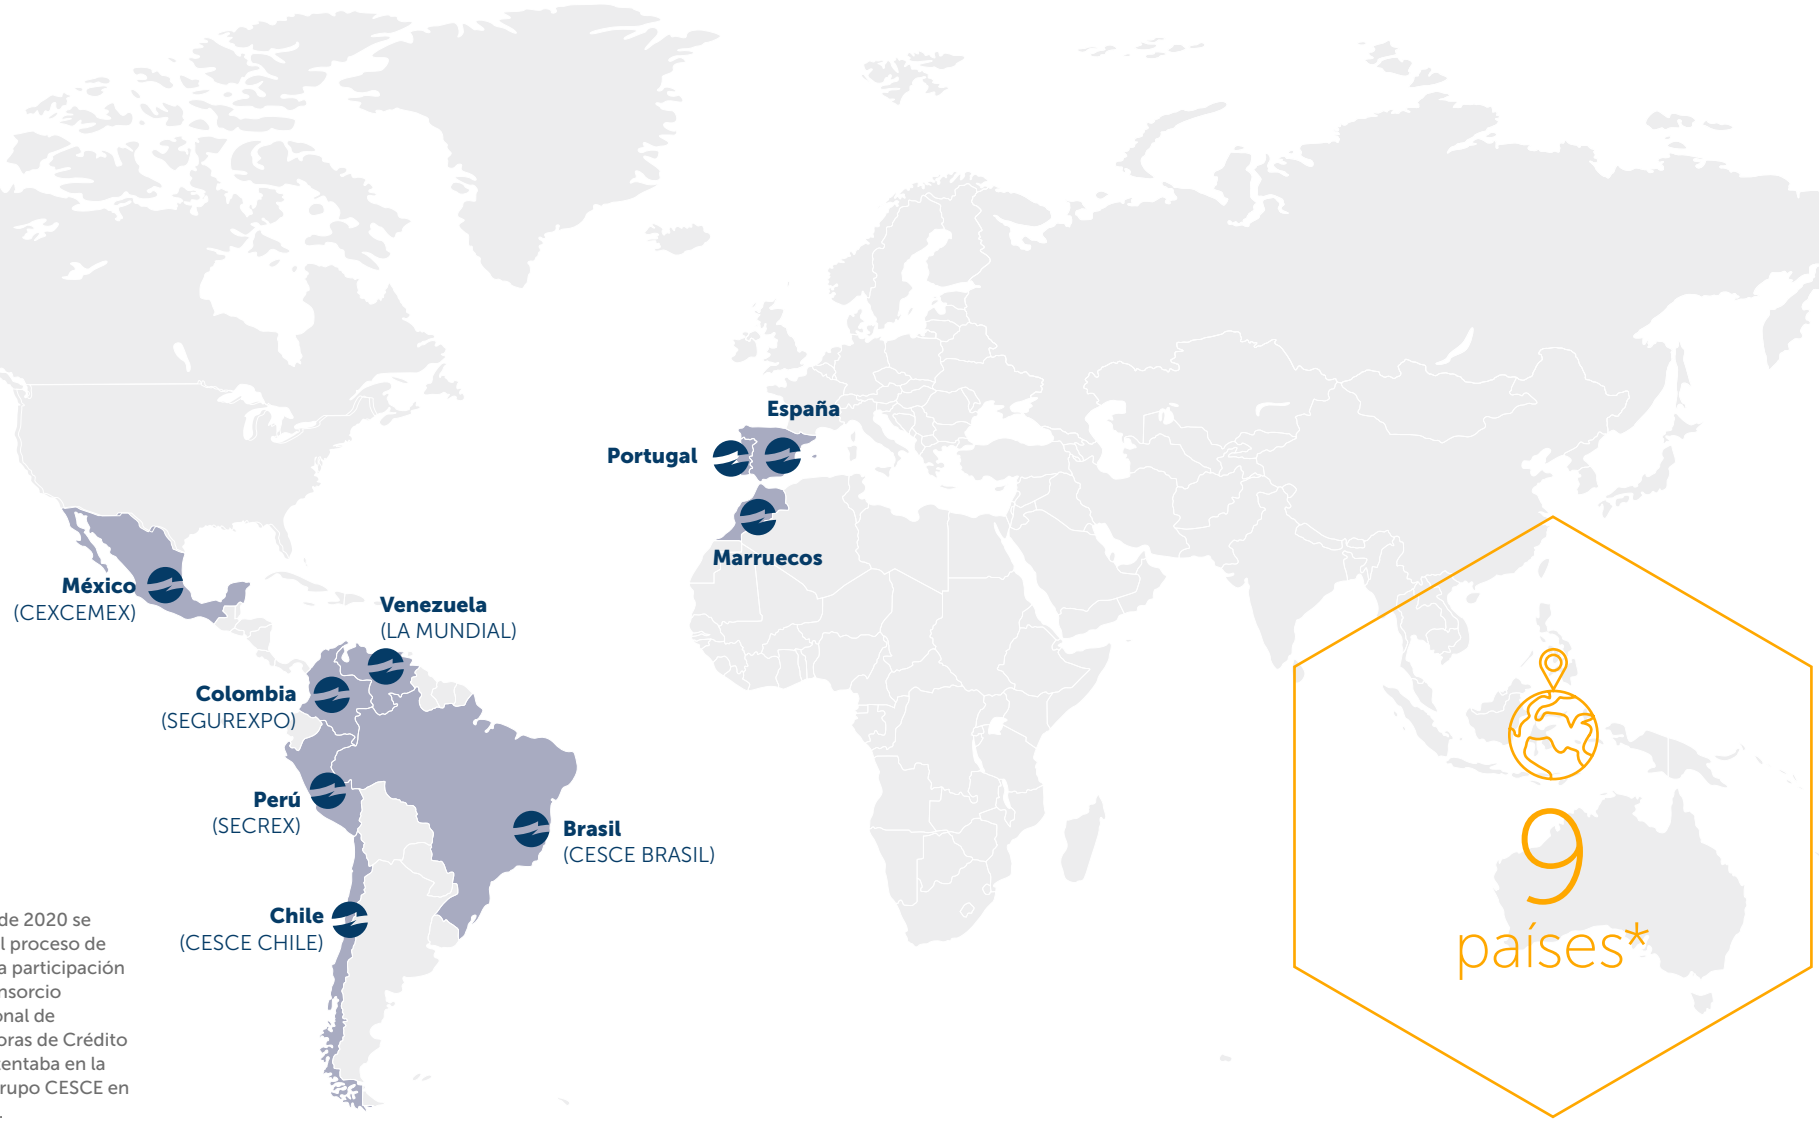 España
Portugal
Marruecos
México
(CEXCEMEX)
Venezuela
(LA MUNDIAL)
Colombia
(SEGUREXPO)
Perú
(SECREX)
Brasil
(CESCE BRASIL)
Chile
(CESCE CHILE)
9
países*
de 2020 se
l proceso de
a participación
nsorcio
onal de
oras de Crédito
entaba en la
rupo CESCE en
.